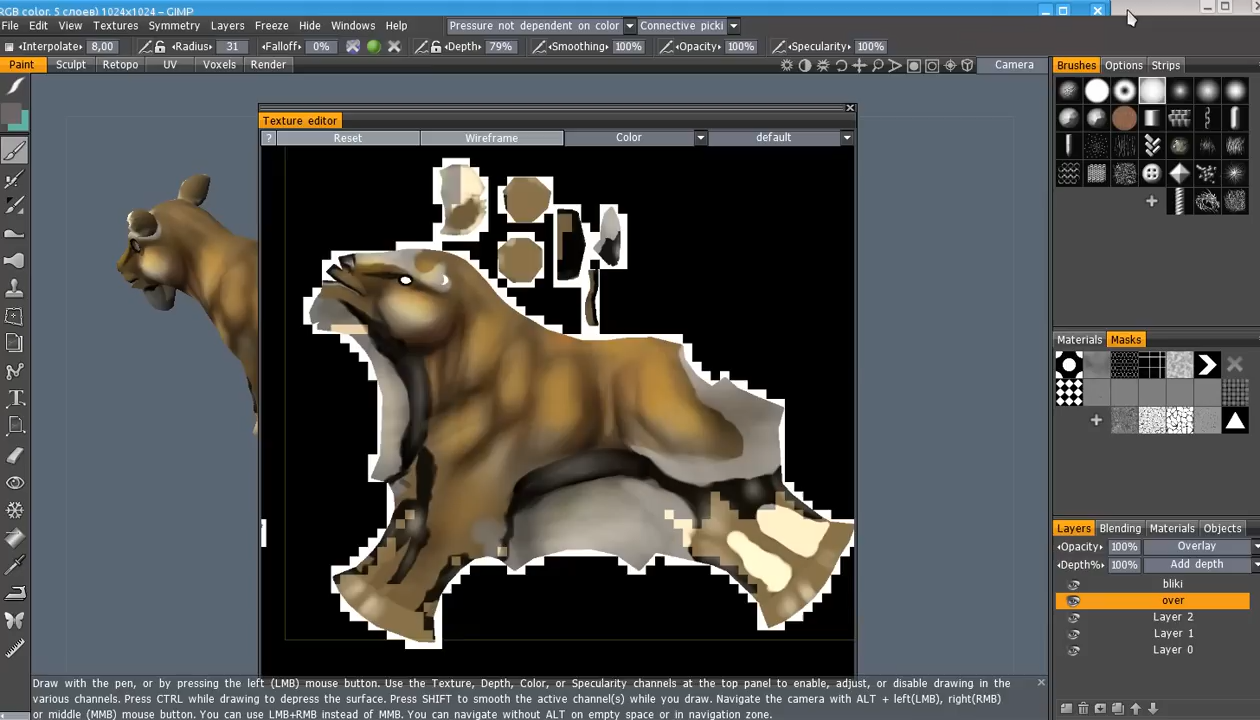 RGB color, 5 слоев) 1024x1024 – GIMP
File Edit View Textures Symmetry Layers Freeze Hide Windows Help Pressure not dependent on color Connective picki
Interpolate 8,00 Radius 31 Falloff 0% Depth 79% Smoothing 100% Opacity 100% Specularity 100%
Paint Sculpt Retopo UV Voxels Render Camera Brushes Options Strips
Texture editor
? Reset Wireframe Color default
Materials Masks
Layers Blending Materials Objects
Opacity 100% Overlay
Depth% 100% Add depth
bliki
over
Layer 2
Layer 1
Layer 0
Draw with the pen, or by pressing the left (LMB) mouse button. Use the Texture, Depth, Color, or Specularity channels at the top panel to enable, adjust, or disable drawing in the
various channels. Press CTRL while drawing to depress the surface. Press SHIFT to smooth the active channel(s) while you draw. Navigate the camera with ALT + left(LMB), right(RMB)
or middle (MMB) mouse button. You can use LMB+RMB instead of MMB. You can navigate without ALT on empty space or in navigation zone.